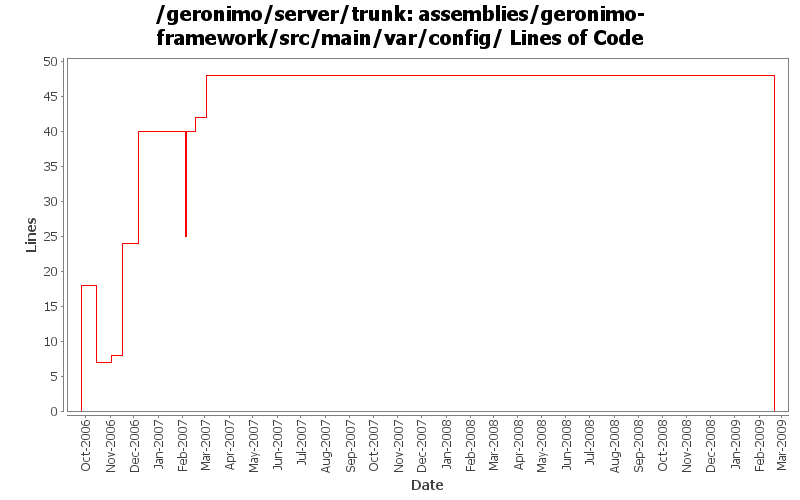 /geronimo/server/trunk: assemblies/geronimo-
framework/src/main/var/config/ Lines of Code
50
45
40
35
30
25
20
15
10
5
0
Lines
Oct-2006
Nov-2006
Dec-2006
Jan-2007
Feb-2007
Mar-2007
Apr-2007
May-2007
Jun-2007
Jul-2007
Aug-2007
Sep-2007
Oct-2007
Nov-2007
Dec-2007
Jan-2008
Feb-2008
Mar-2008
Apr-2008
May-2008
Jun-2008
Jul-2008
Aug-2008
Sep-2008
Oct-2008
Nov-2008
Dec-2008
Jan-2009
Feb-2009
Mar-2009
Date